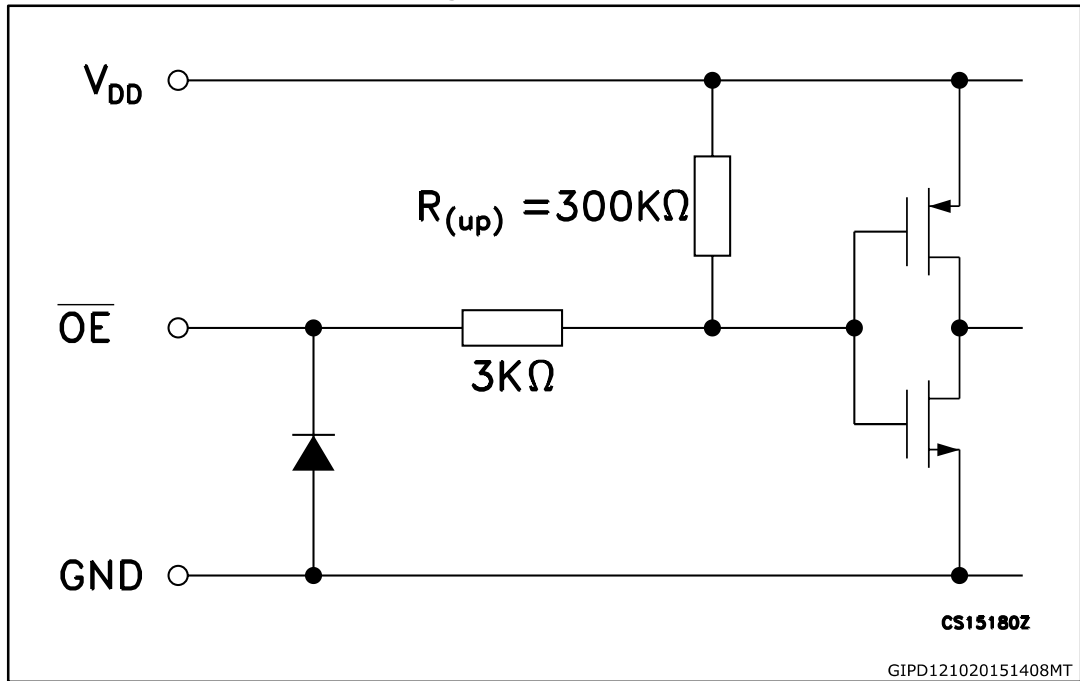 VDD
R(up) = 300KΩ
OE
3KΩ
GND
CS15180Z
GIPD121020151408MT